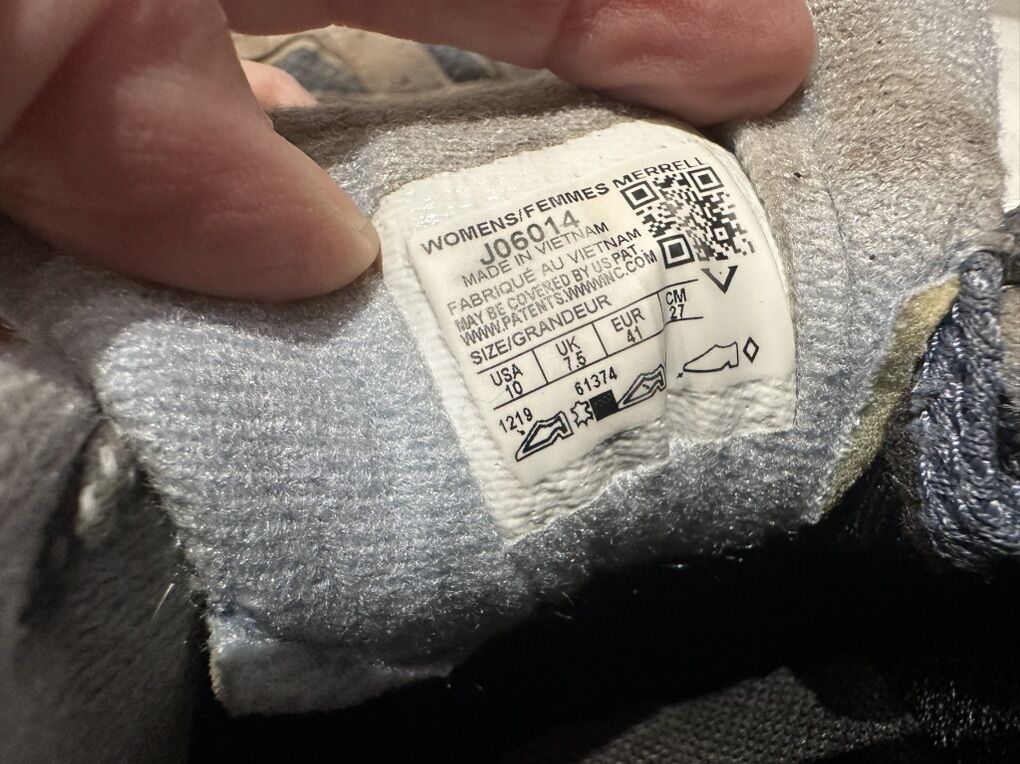 WOMENS/FEMMES MERRELL
J06014
MADE IN VIETNAM
FABRIQUÉ AU VIETNAM
MAY BE COVERED BY US PAT.
WWW.PATENTS.WWWINC.COM
SIZE/GRANDEUR
USA UK EUR CM
10 7.5 41 27
1219 61374